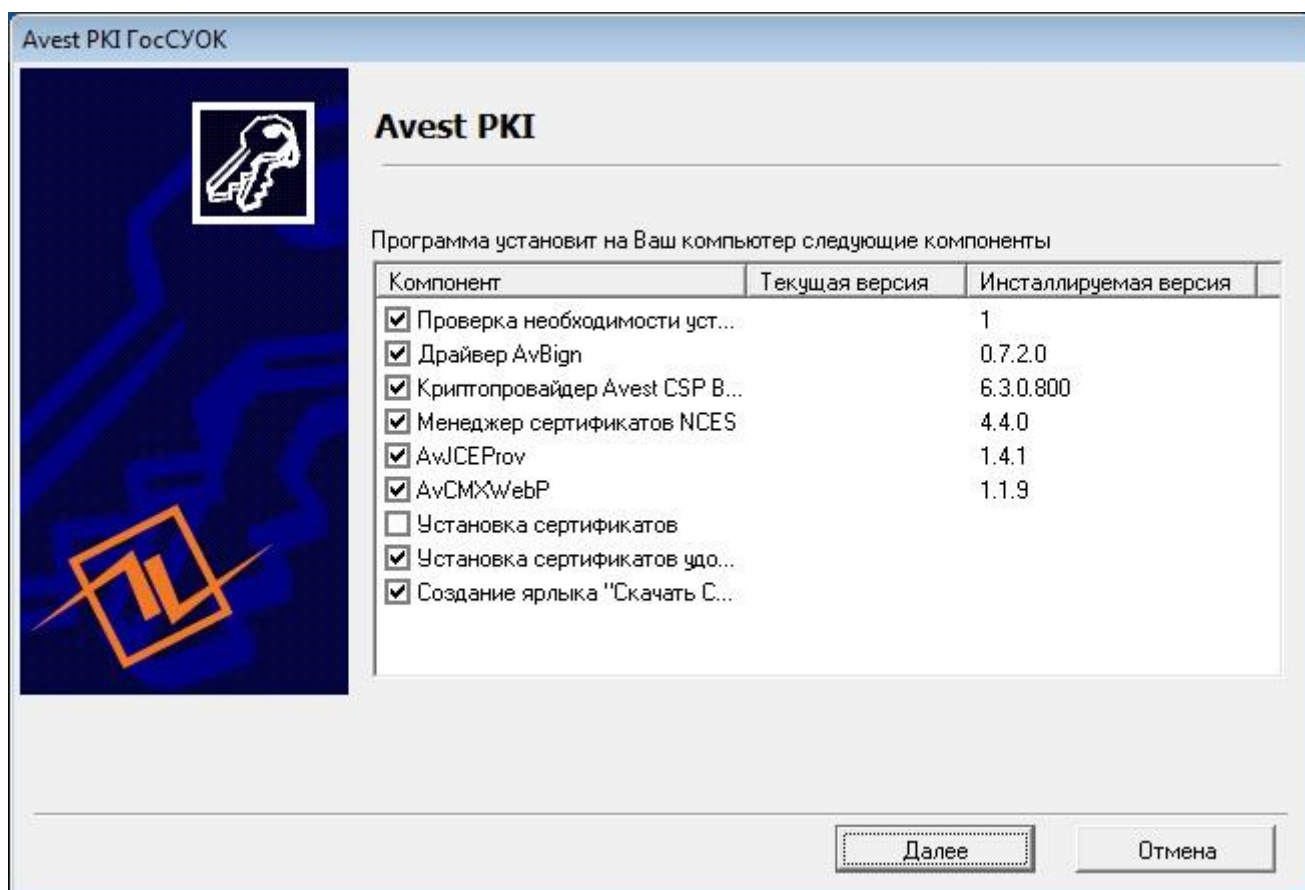 Avest PKI ГосСУОК
Avest PKI
Программа установит на Ваш компьютер следующие компоненты
Компонент Текущая версия Инсталлируемая версия
Проверка необходимости уст... 1
Драйвер AvBign 0.7.2.0
Криптопровайдер Avest CSP B... 6.3.0.800
Менеджер сертификатов NCES 4.4.0
AvJCEProv 1.4.1
AvCMXWebP 1.1.9
Установка сертификатов
Установка сертификатов удо...
Создание ярлыка "Скачать С...
Далее Отмена